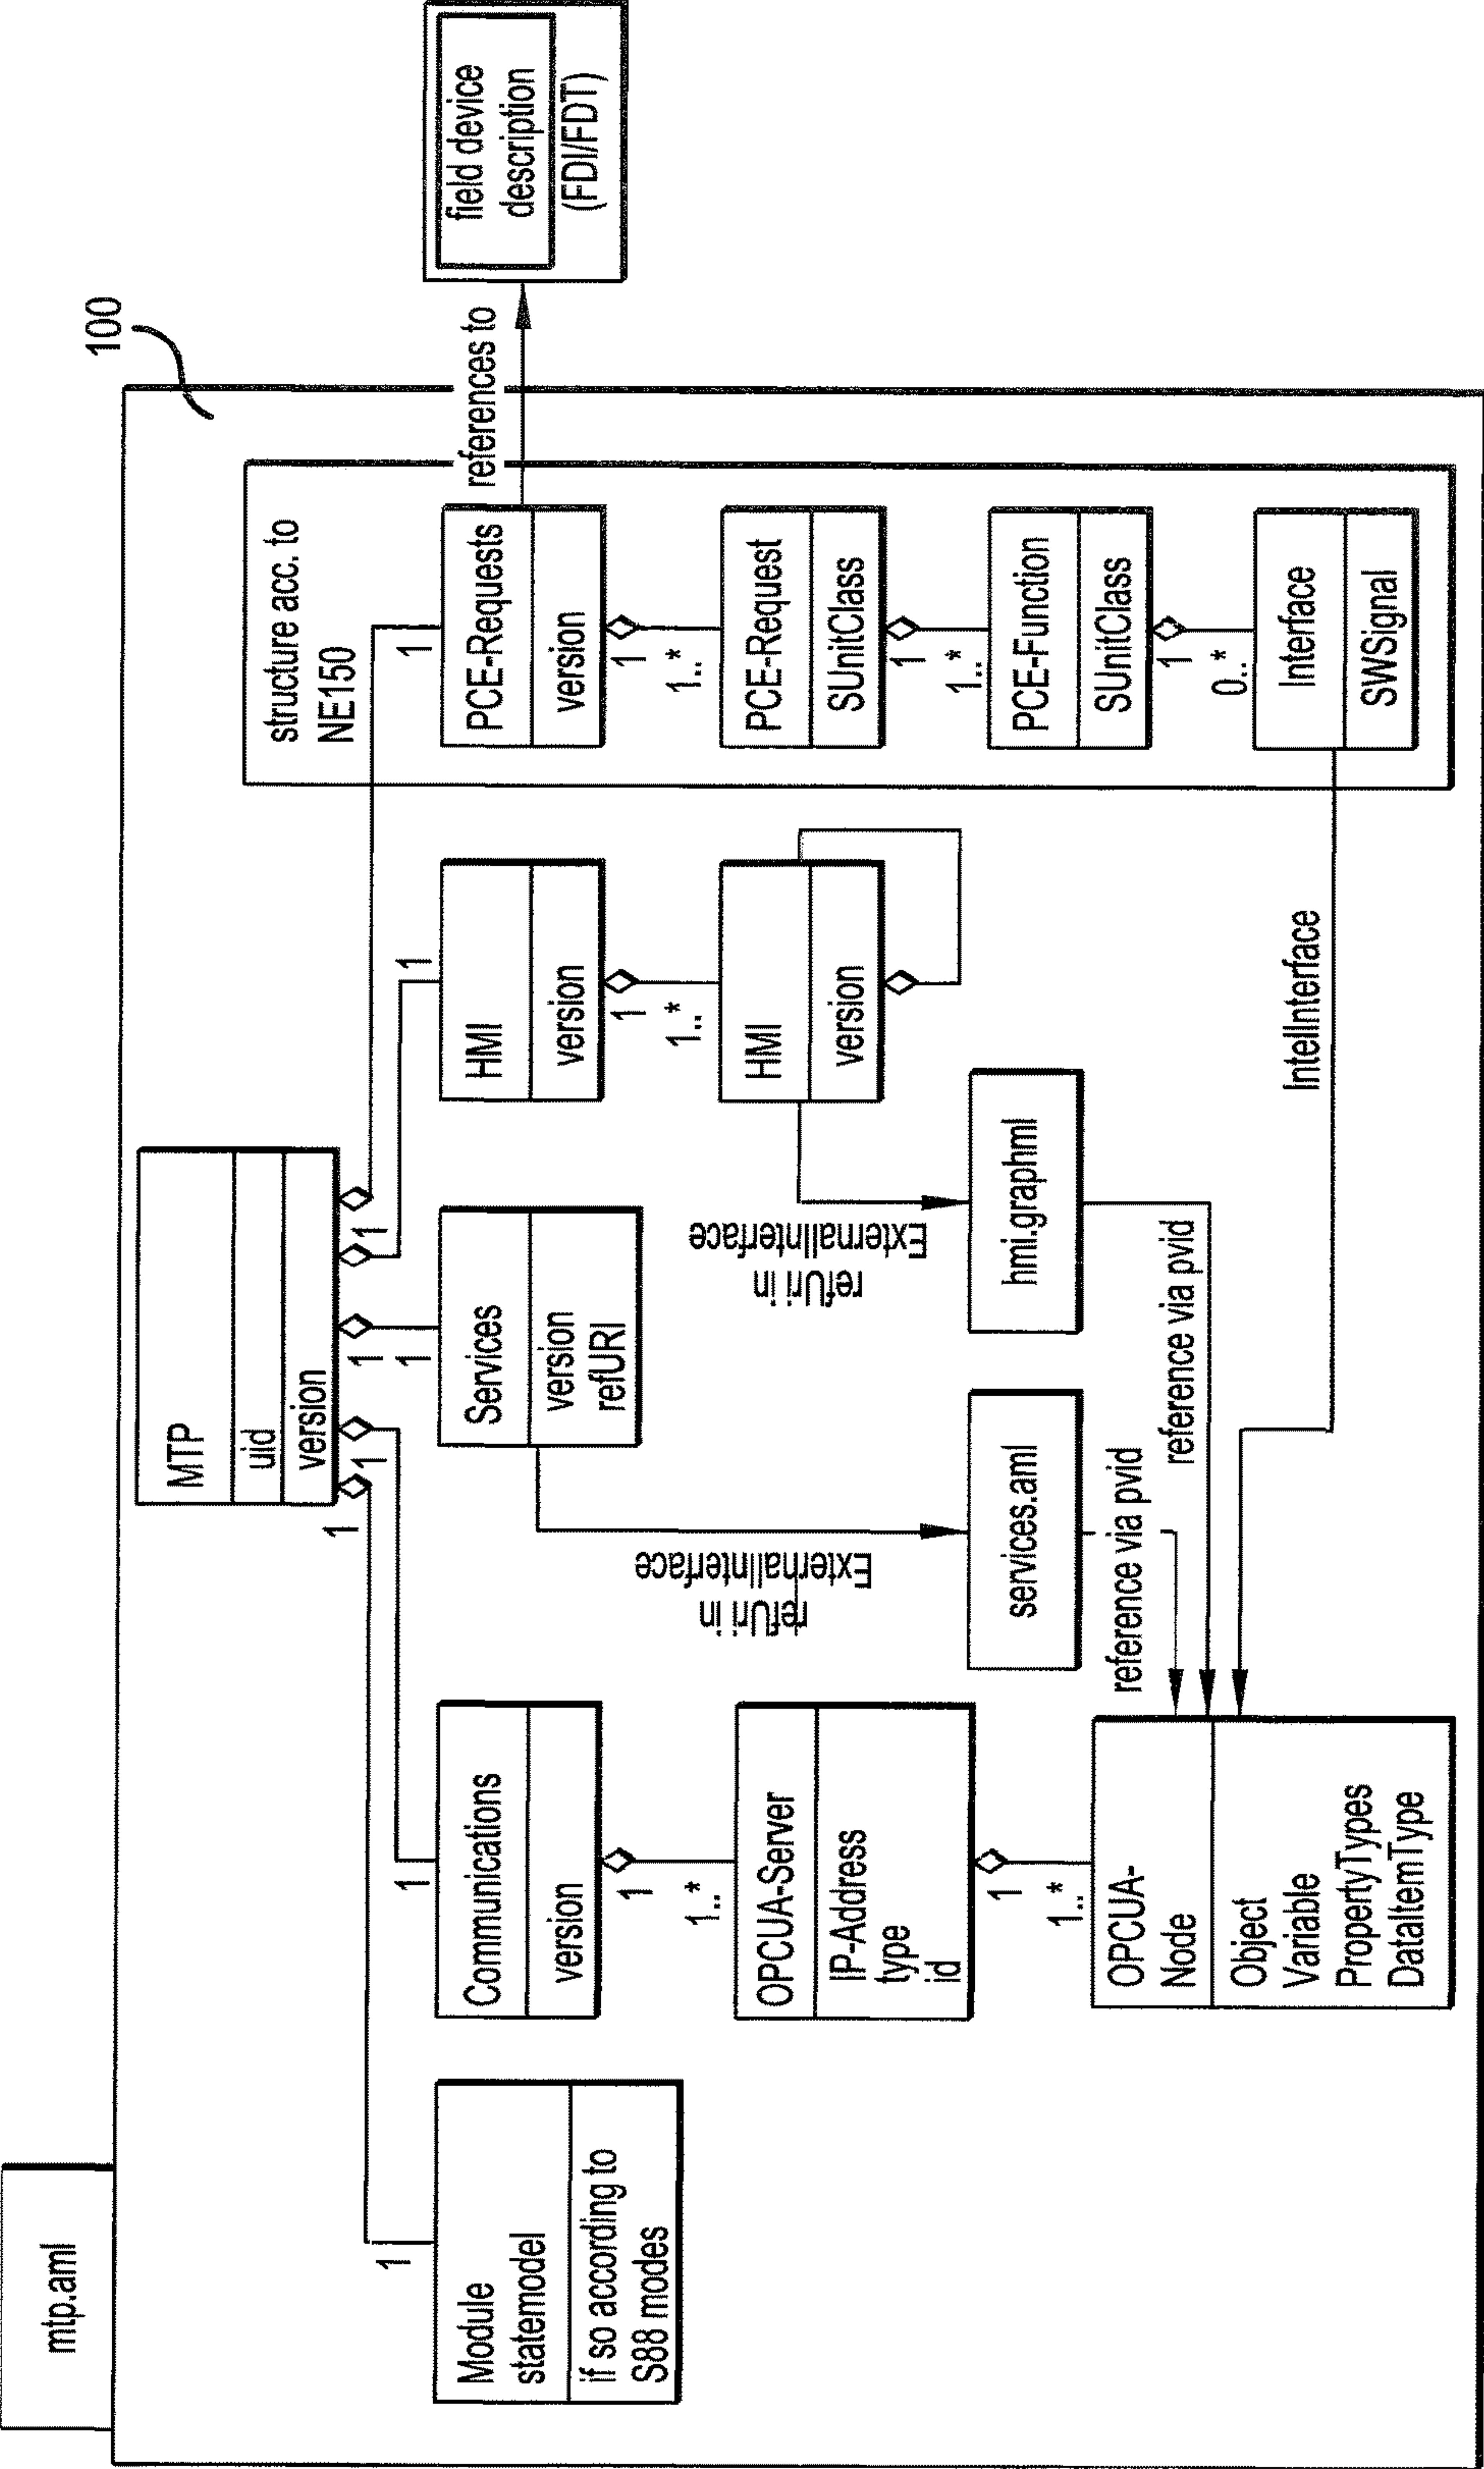 mtp.aml
100
MTP
uid
version
1
1
1
1
1
1
1
1
1
Module
statemodel
if so according to
S88 modes
Communications
version
1
1..*
OPCUA-Server
IP-Address
type
id
1
1..*
OPCUA-
Node
Object
Variable
PropertyTypes
DataItemType
Services
version
refURI
refUri in
ExternalInterface
services.aml
reference via pvid
HMI
version
1
1..*
HMI
version
refUri in
ExternalInterface
hmi.graphml
reference via pvid
structure acc. to
NE150
PCE-Requests
version
1
1..*
PCE-Request
SUnitClass
1
1..*
PCE-Function
SUnitClass
1
0..*
Interface
SWSignal
IntelInterface
references to
field device
description
(FDI/FDT)